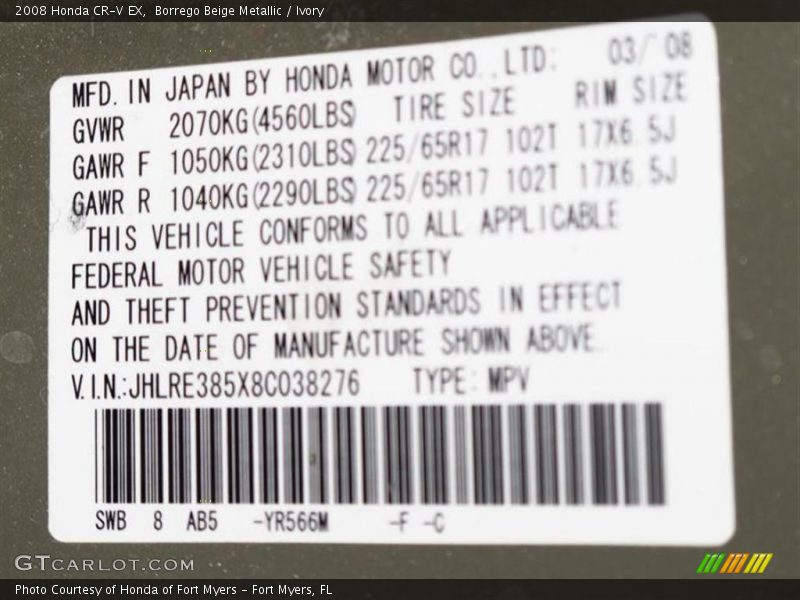 2008 Honda CR-V EX, Borrego Beige Metallic / Ivory
MFD. IN JAPAN BY HONDA MOTOR CO., LTD: 03/ 08
GVWR 2070KG(4560LBS) TIRE SIZE RIM SIZE
GAWR F 1050KG(2310LBS) 225/65R17 102T 17X6.5J
GAWR R 1040KG(2290LBS) 225/65R17 102T 17X6.5J
THIS VEHICLE CONFORMS TO ALL APPLICABLE
FEDERAL MOTOR VEHICLE SAFETY
AND THEFT PREVENTION STANDARDS IN EFFECT
ON THE DATE OF MANUFACTURE SHOWN ABOVE.
V.I.N.:JHLRE385X8C038276 TYPE: MPV
SWB 8 AB5 -YR566M -F -C
GTCARLOT.COM
Photo Courtesy of Honda of Fort Myers - Fort Myers, FL